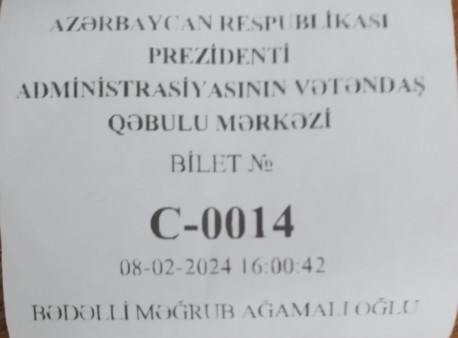 AZƏRBAYCAN RESPUBLİKASI
PREZİDENTİ
ADMİNİSTRASİYASININ VƏTƏNDAŞ
QƏBULU MƏRKƏZİ
BİLET №
C-0014
08-02-2024 16:00:42
BƏDƏLLİ MƏĞRUB AĞAMALI OĞLU